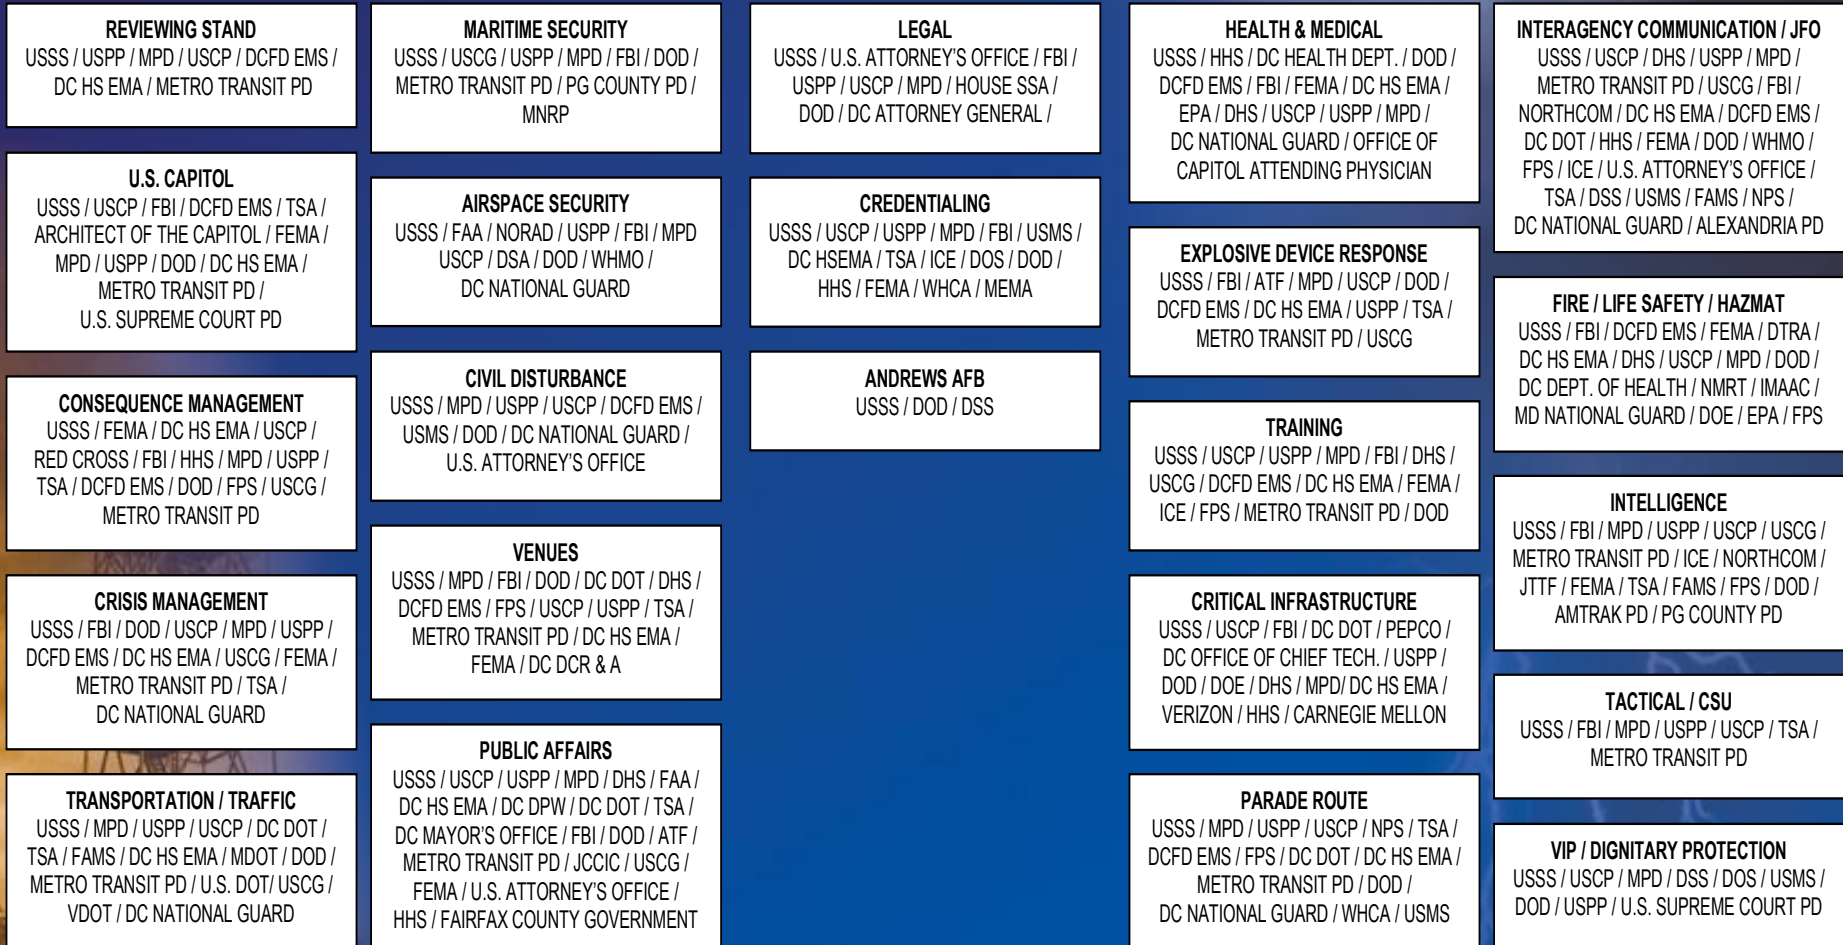 REVIEWING STAND
USSS / USPP / MPD / USCP / DCFD EMS /
DC HS EMA / METRO TRANSIT PD
U.S. CAPITOL
USSS / USCP / FBI / DCFD EMS / TSA /
ARCHITECT OF THE CAPITOL / FEMA /
MPD / USPP / DOD / DC HS EMA /
METRO TRANSIT PD /
U.S. SUPREME COURT PD
CONSEQUENCE MANAGEMENT
USSS / FEMA / DC HS EMA / USCP /
RED CROSS / FBI / HHS / MPD / USPP /
TSA / DCFD EMS / DOD / FPS / USCG /
METRO TRANSIT PD
CRISIS MANAGEMENT
USSS / FBI / DOD / USCP / MPD / USPP /
DCFD EMS / DC HS EMA / USCG / FEMA /
METRO TRANSIT PD / TSA /
DC NATIONAL GUARD
TRANSPORTATION / TRAFFIC
USSS / MPD / USPP / USCP / DC DOT /
TSA / FAMS / DC HS EMA / MDOT / DOD /
METRO TRANSIT PD / U.S. DOT/ USCG /
VDOT / DC NATIONAL GUARD
MARITIME SECURITY
USSS / USCG / USPP / MPD / FBI / DOD /
METRO TRANSIT PD / PG COUNTY PD /
MNRP
AIRSPACE SECURITY
USSS / FAA / NORAD / USPP / FBI / MPD
USCP / DSA / DOD / WHMO /
DC NATIONAL GUARD
CIVIL DISTURBANCE
USSS / MPD / USPP / USCP / DCFD EMS /
USMS / DOD / DC NATIONAL GUARD /
U.S. ATTORNEY'S OFFICE
VENUES
USSS / MPD / FBI / DOD / DC DOT / DHS /
DCFD EMS / FPS / USCP / USPP / TSA /
METRO TRANSIT PD / DC HS EMA /
FEMA / DC DCR & A
PUBLIC AFFAIRS
USSS / USCP / USPP / MPD / DHS / FAA /
DC HS EMA / DC DPW / DC DOT / TSA /
DC MAYOR'S OFFICE / FBI / DOD / ATF /
METRO TRANSIT PD / JCCIC / USCG /
FEMA / U.S. ATTORNEY'S OFFICE /
HHS / FAIRFAX COUNTY GOVERNMENT
LEGAL
USSS / U.S. ATTORNEY'S OFFICE / FBI /
USPP / USCP / MPD / HOUSE SSA /
DOD / DC ATTORNEY GENERAL /
CREDENTIALING
USSS / USCP / USPP / MPD / FBI / USMS /
DC HSEMA / TSA / ICE / DOS / DOD /
HHS / FEMA / WHCA / MEMA
ANDREWS AFB
USSS / DOD / DSS
HEALTH & MEDICAL
USSS / HHS / DC HEALTH DEPT. / DOD /
DCFD EMS / FBI / FEMA / DC HS EMA /
EPA / DHS / USCP / USPP / MPD /
DC NATIONAL GUARD / OFFICE OF
CAPITOL ATTENDING PHYSICIAN
EXPLOSIVE DEVICE RESPONSE
USSS / FBI / ATF / MPD / USCP / DOD /
DCFD EMS / DC HS EMA / USPP / TSA /
METRO TRANSIT PD / USCG
TRAINING
USSS / USCP / USPP / MPD / FBI / DHS /
USCG / DCFD EMS / DC HS EMA / FEMA /
ICE / FPS / METRO TRANSIT PD / DOD
CRITICAL INFRASTRUCTURE
USSS / USCP / FBI / DC DOT / PEPCO /
DC OFFICE OF CHIEF TECH. / USPP /
DOD / DOE / DHS / MPD/ DC HS EMA /
VERIZON / HHS / CARNEGIE MELLON
PARADE ROUTE
USSS / MPD / USPP / USCP / NPS / TSA /
DCFD EMS / FPS / DC DOT / DC HS EMA /
METRO TRANSIT PD / DOD /
DC NATIONAL GUARD / WHCA / USMS
INTERAGENCY COMMUNICATION / JFO
USSS / USCP / DHS / USPP / MPD /
METRO TRANSIT PD / USCG / FBI /
NORTHCOM / DC HS EMA / DCFD EMS /
DC DOT / HHS / FEMA / DOD / WHMO /
FPS / ICE / U.S. ATTORNEY'S OFFICE /
TSA / DSS / USMS / FAMS / NPS /
DC NATIONAL GUARD / ALEXANDRIA PD
FIRE / LIFE SAFETY / HAZMAT
USSS / FBI / DCFD EMS / FEMA / DTRA /
DC HS EMA / DHS / USCP / MPD / DOD /
DC DEPT. OF HEALTH / NMRT / IMAAC /
MD NATIONAL GUARD / DOE / EPA / FPS
INTELLIGENCE
USSS / FBI / MPD / USPP / USCP / USCG /
METRO TRANSIT PD / ICE / NORTHCOM /
JTTF / FEMA / TSA / FAMS / FPS / DOD /
AMTRAK PD / PG COUNTY PD
TACTICAL / CSU
USSS / FBI / MPD / USPP / USCP / TSA /
METRO TRANSIT PD
VIP / DIGNITARY PROTECTION
USSS / USCP / MPD / DSS / DOS / USMS /
DOD / USPP / U.S. SUPREME COURT PD